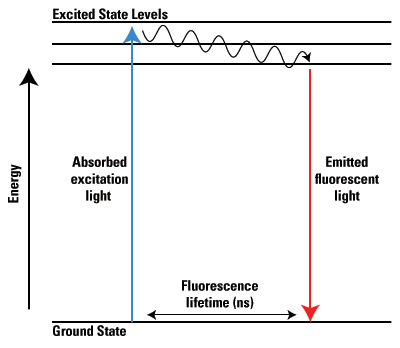 Excited State Levels
Energy
Absorbed
excitation
light
Emitted
fluorescent
light
Fluorescence
lifetime (ns)
Ground State